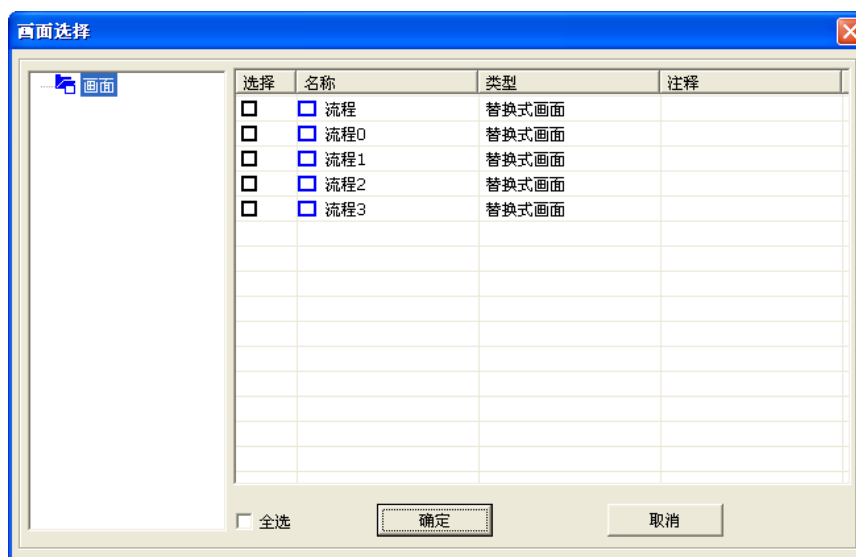 画面选择
画面
选择 名称 类型 注释
流程 替换式画面
流程0 替换式画面
流程1 替换式画面
流程2 替换式画面
流程3 替换式画面
全选 确定 取消